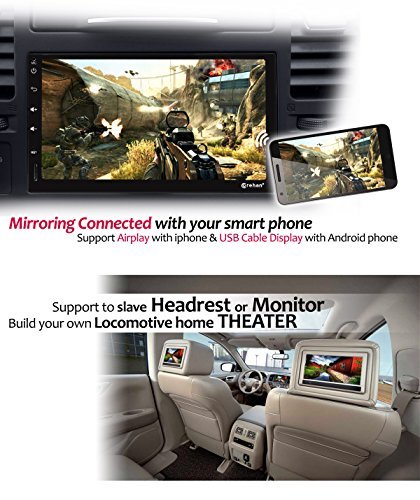 erehan
Mirroring Connected with your smart phone
Support Airplay with iphone & USB Cable Display with Android phone
Support to slave Headrest or Monitor
Build your own Locomotive home THEATER